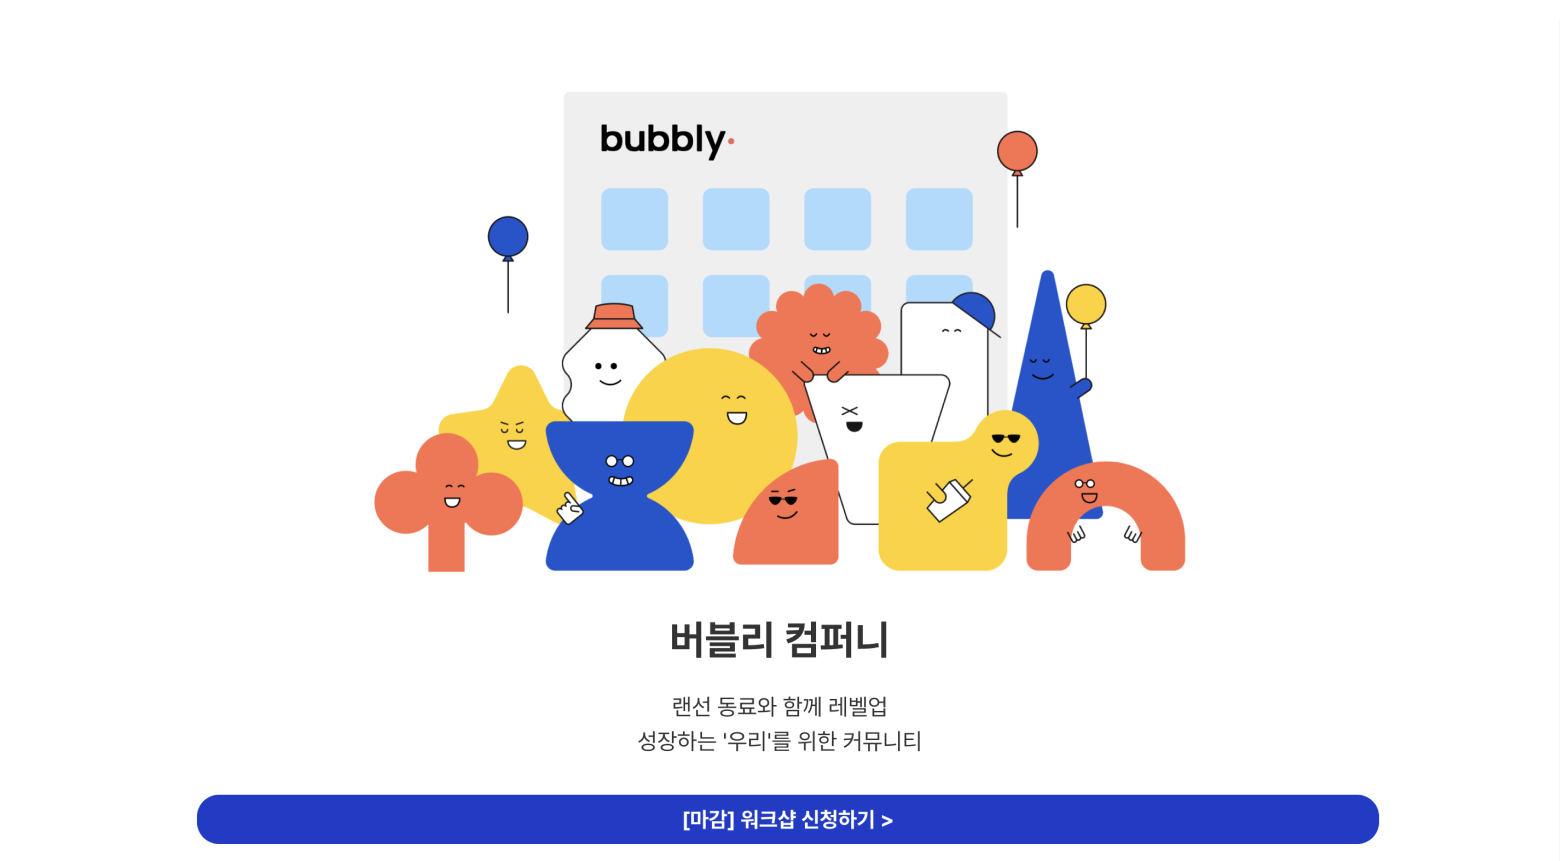 bubbly
버블리 컴퍼니
랜선 동료와 함께 레벨업
성장하는 '우리'를 위한 커뮤니티
[마감] 워크샵 신청하기 >